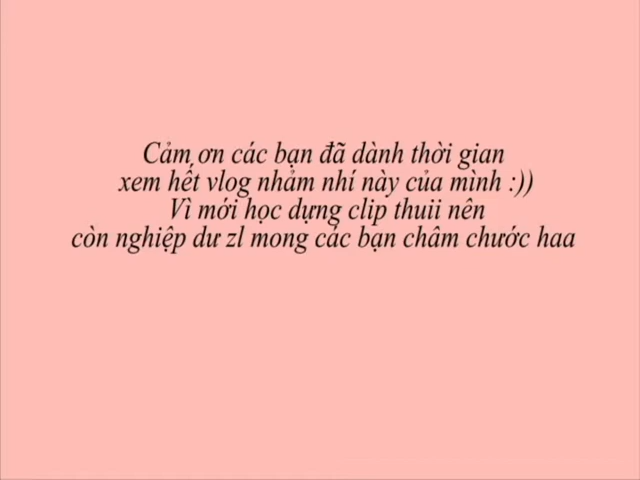 Cảm ơn các bạn đã dành thời gian
xem hết vlog nhảm nhí này của mình :))
Vì mới học dựng clip thuii nên
còn nghiệp dư zl mong các bạn châm chước haa